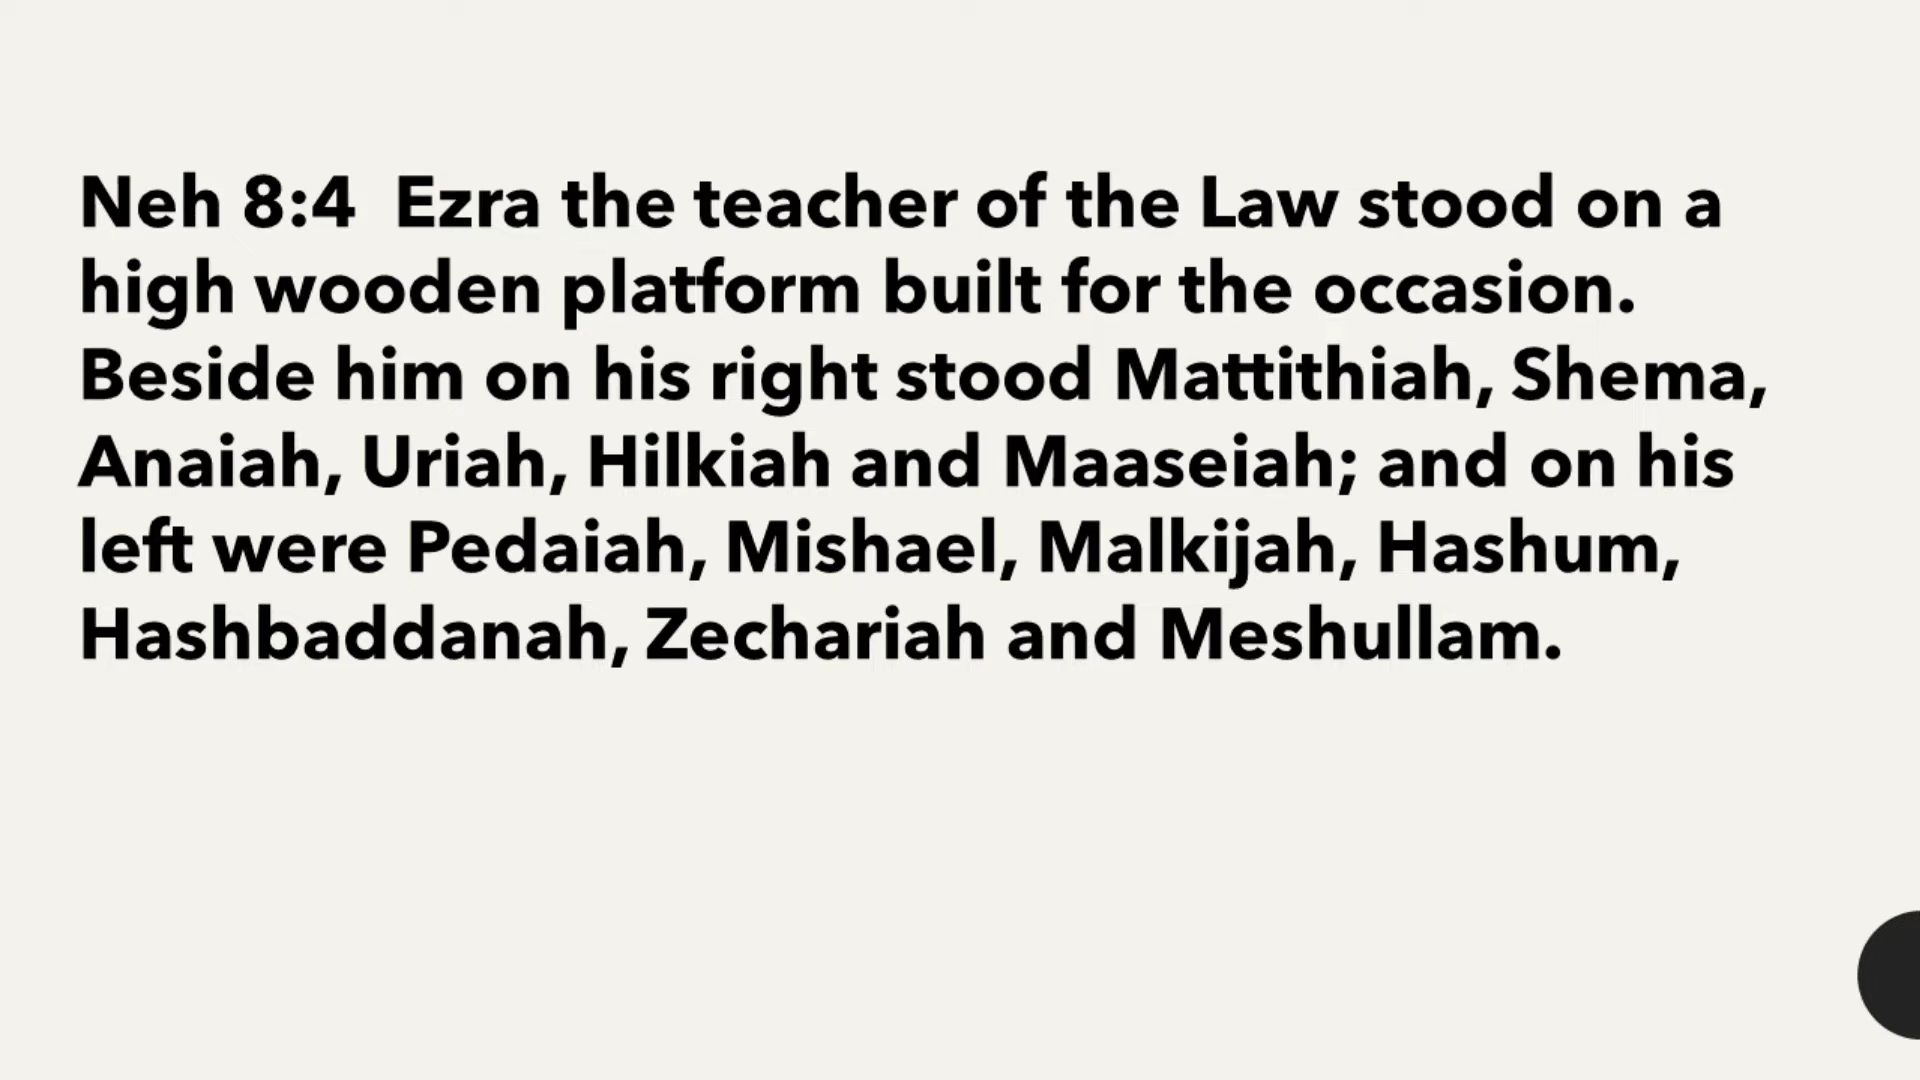 Neh 8:4  Ezra the teacher of the Law stood on a
high wooden platform built for the occasion.
Beside him on his right stood Mattithiah, Shema,
Anaiah, Uriah, Hilkiah and Maaseiah; and on his
left were Pedaiah, Mishael, Malkijah, Hashum,
Hashbaddanah, Zechariah and Meshullam.